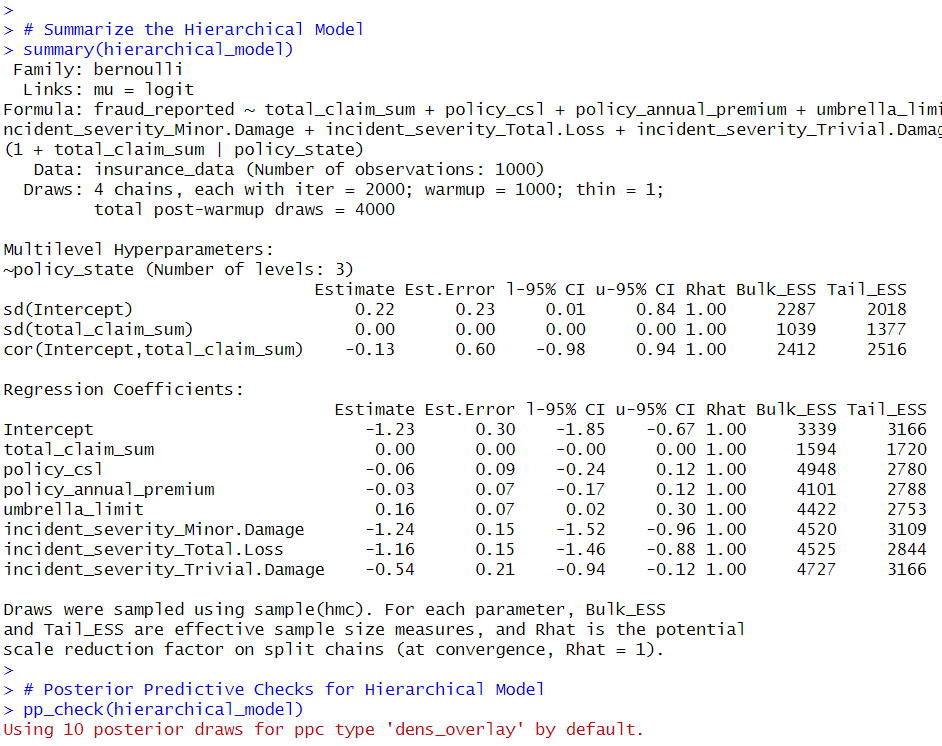 >
> # Summarize the Hierarchical Model
> summary(hierarchical_model)
 Family: bernoulli
  Links: mu = logit
Formula: fraud_reported ~ total_claim_sum + policy_csl + policy_annual_premium + umbrella_limi
ncident_severity_Minor.Damage + incident_severity_Total.Loss + incident_severity_Trivial.Damag
(1 + total_claim_sum | policy_state)
   Data: insurance_data (Number of observations: 1000)
  Draws: 4 chains, each with iter = 2000; warmup = 1000; thin = 1;
         total post-warmup draws = 4000

Multilevel Hyperparameters:
~policy_state (Number of levels: 3)
                               Estimate Est.Error l-95% CI u-95% CI Rhat Bulk_ESS Tail_ESS
sd(Intercept)                      0.22      0.23     0.01     0.84 1.00     2287     2018
sd(total_claim_sum)                0.00      0.00     0.00     0.00 1.00     1039     1377
cor(Intercept,total_claim_sum)    -0.13      0.60    -0.98     0.94 1.00     2412     2516

Regression Coefficients:
                                 Estimate Est.Error l-95% CI u-95% CI Rhat Bulk_ESS Tail_ESS
Intercept                           -1.23      0.30    -1.85    -0.67 1.00     3339     3166
total_claim_sum                      0.00      0.00    -0.00     0.00 1.00     1594     1720
policy_csl                          -0.06      0.09    -0.24     0.12 1.00     4948     2780
policy_annual_premium               -0.03      0.07    -0.17     0.12 1.00     4101     2788
umbrella_limit                       0.16      0.07     0.02     0.30 1.00     4422     2753
incident_severity_Minor.Damage      -1.24      0.15    -1.52    -0.96 1.00     4520     3109
incident_severity_Total.Loss        -1.16      0.15    -1.46    -0.88 1.00     4525     2844
incident_severity_Trivial.Damage    -0.54      0.21    -0.94    -0.12 1.00     4727     3166

Draws were sampled using sample(hmc). For each parameter, Bulk_ESS
and Tail_ESS are effective sample size measures, and Rhat is the potential
scale reduction factor on split chains (at convergence, Rhat = 1).
>
> # Posterior Predictive Checks for Hierarchical Model
> pp_check(hierarchical_model)
Using 10 posterior draws for ppc type 'dens_overlay' by default.